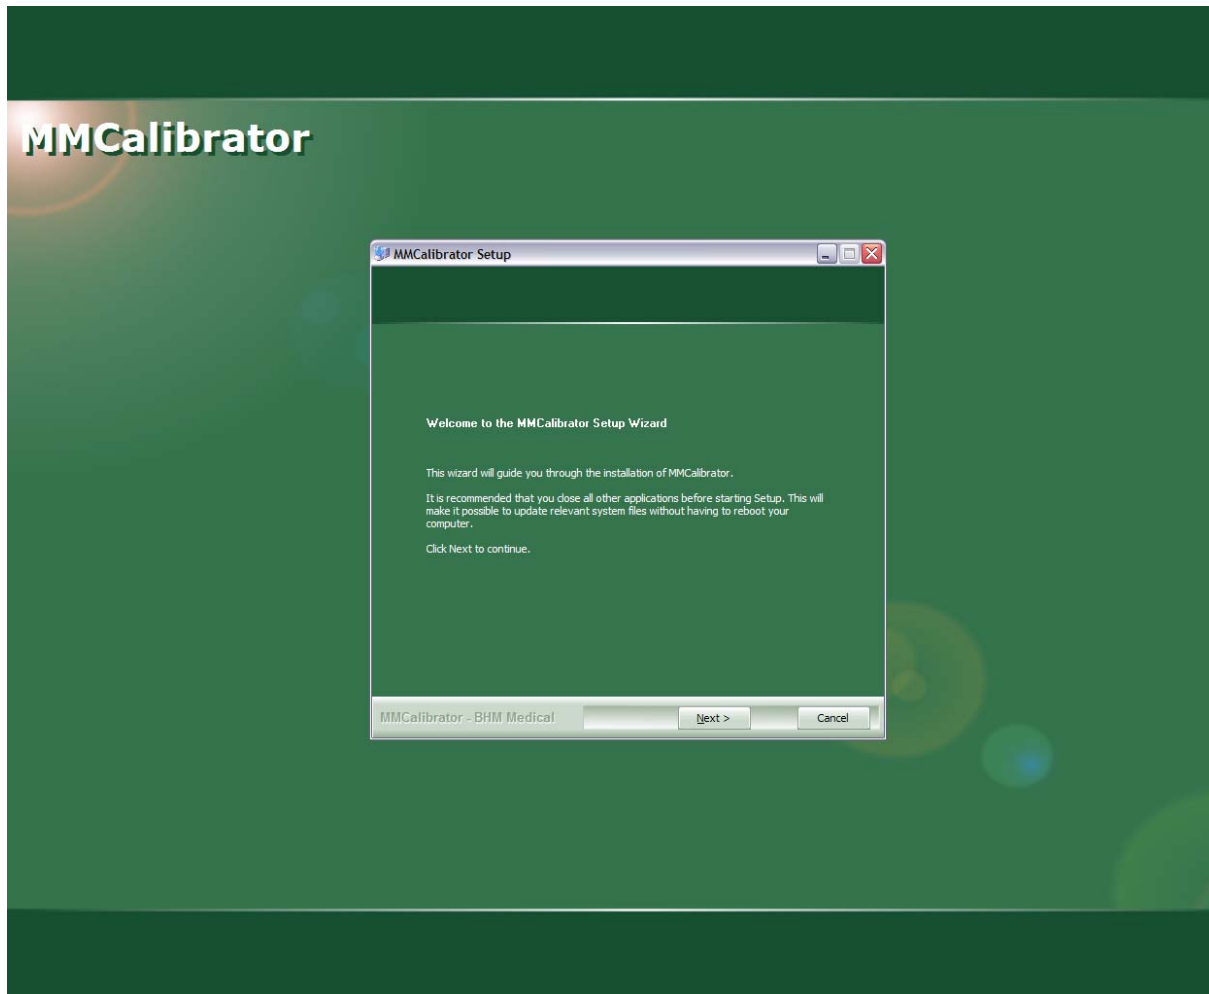 MMCalibrator
MMCalibrator Setup
Welcome to the MMCalibrator Setup Wizard
This wizard will guide you through the installation of MMCalibrator.
It is recommended that you close all other applications before starting Setup. This will
make it possible to update relevant system files without having to reboot your
computer.
Click Next to continue.
MMCalibrator - BHM Medical
Next >
Cancel